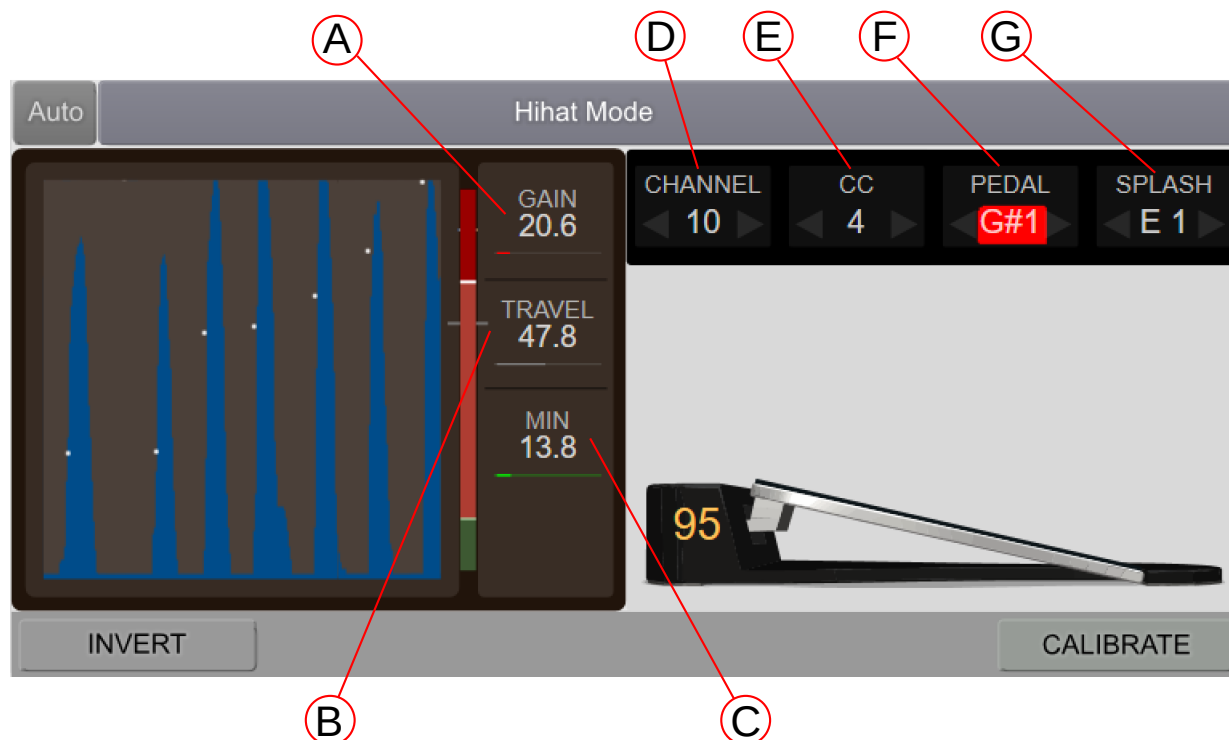 A
D
E
F
G
Auto
Hihat Mode
GAIN
20.6
TRAVEL
47.8
MIN
13.8
CHANNEL
10
CC
4
PEDAL
G#1
SPLASH
E 1
95
INVERT
CALIBRATE
B
C